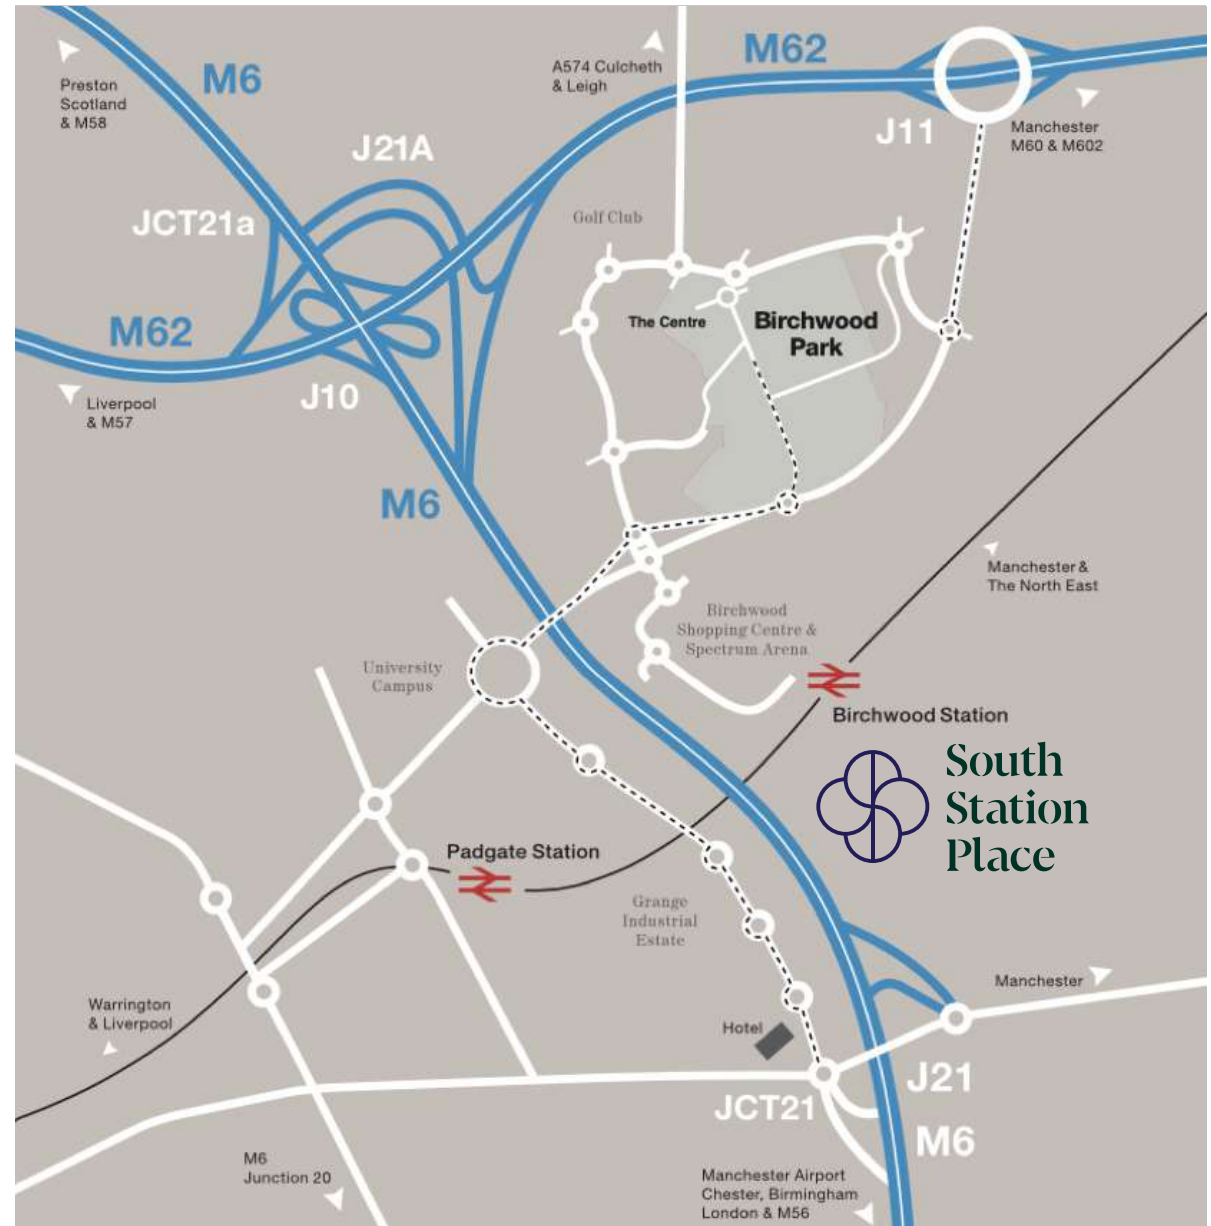 M6
Preston
Scotland
& M58
A574 Culcheth
& Leigh
M62
J11
Manchester
M60 & M602
J21A
JCT21a
Golf Club
M62
The Centre
Birchwood
Park
J10
Liverpool
& M57
M6
Manchester &
The North East
Birchwood
Shopping Centre &
Spectrum Arena
University
Campus
Birchwood Station
South
Station
Place
Padgate Station
Grange
Industrial
Estate
Manchester
Warrington
& Liverpool
Hotel
J21
JCT21
M6
M6
Junction 20
Manchester Airport
Chester, Birmingham
London & M56